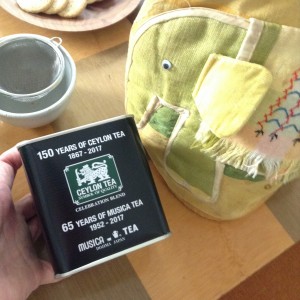 150 YEARS OF CEYLON TEA
1867 - 2017
CEYLON TEA
SYMBOL OF QUALITY
CELEBRATION BLEND
65 YEARS OF MUSICA TEA
1952 - 2017
MUSICA TEA